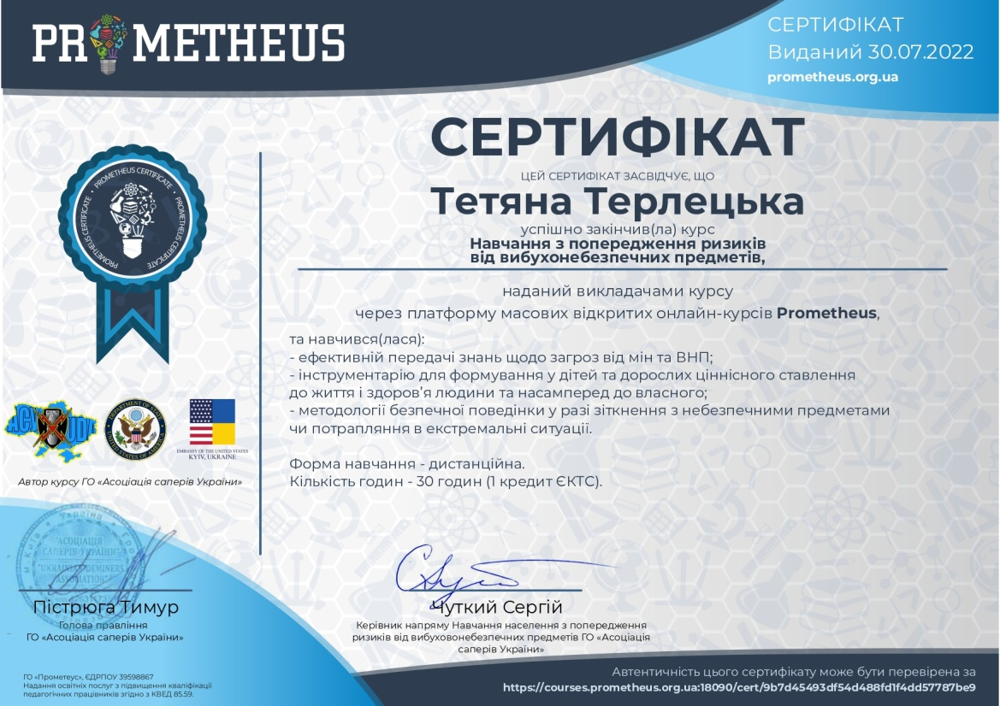 PROMETHEUS
СЕРТИФІКАТ
Виданий 30.07.2022
prometheus.org.ua
СЕРТИФІКАТ
ЦЕЙ СЕРТИФІКАТ ЗАСВІДЧУЄ, ЩО
Тетяна Терлецька
успішно закінчив(ла) курс
Навчання з попередження ризиків
від вибухонебезпечних предметів,
наданий викладачами курсу
через платформу масових відкритих онлайн-курсів Prometheus,
та навчився(лася):
- ефективній передачі знань щодо загроз від мін та ВНП;
- інструментарію для формування у дітей та дорослих ціннісного ставлення
до життя і здоров’я людини та насамперед до власного;
- методології безпечної поведінки у разі зіткнення з небезпечними предметами
чи потрапляння в екстремальні ситуації.
Форма навчання - дистанційна.
Кількість годин - 30 годин (1 кредит ЄКТС).
PROMETHEUS CERTIFICATE • PROMETHEUS CERTIFICATE • PROMETHEUS CERTIFICATE
DEPARTMENT OF STATE
UNITED STATES OF AMERICA
EMBASSY OF THE UNITED STATES
KYIV, UKRAINE
Автор курсу ГО «Асоціація саперів України»
Україна
"АСОЦІАЦІЯ
САПЕРІВ УКРАЇНИ"
"UKRAINIAN DEMINERS
ASSOCIATION"
Пістрюга Тимур
Голова правління
ГО «Асоціація саперів України»
Чуткий Сергій
Керівник напряму Навчання населення з попередження
ризиків від вибуховонебезпечних предметів ГО «Асоціація
саперів України»
ГО «Прометеус», ЄДРПОУ 39598867
Надання освітніх послуг з підвищення кваліфікації
педагогічних працівників згідно з КВЕД 85.59.
Автентичність цього сертифікату може бути перевірена за
https://courses.prometheus.org.ua:18090/cert/9b7d45493df54d488fd1f4dd57787be9